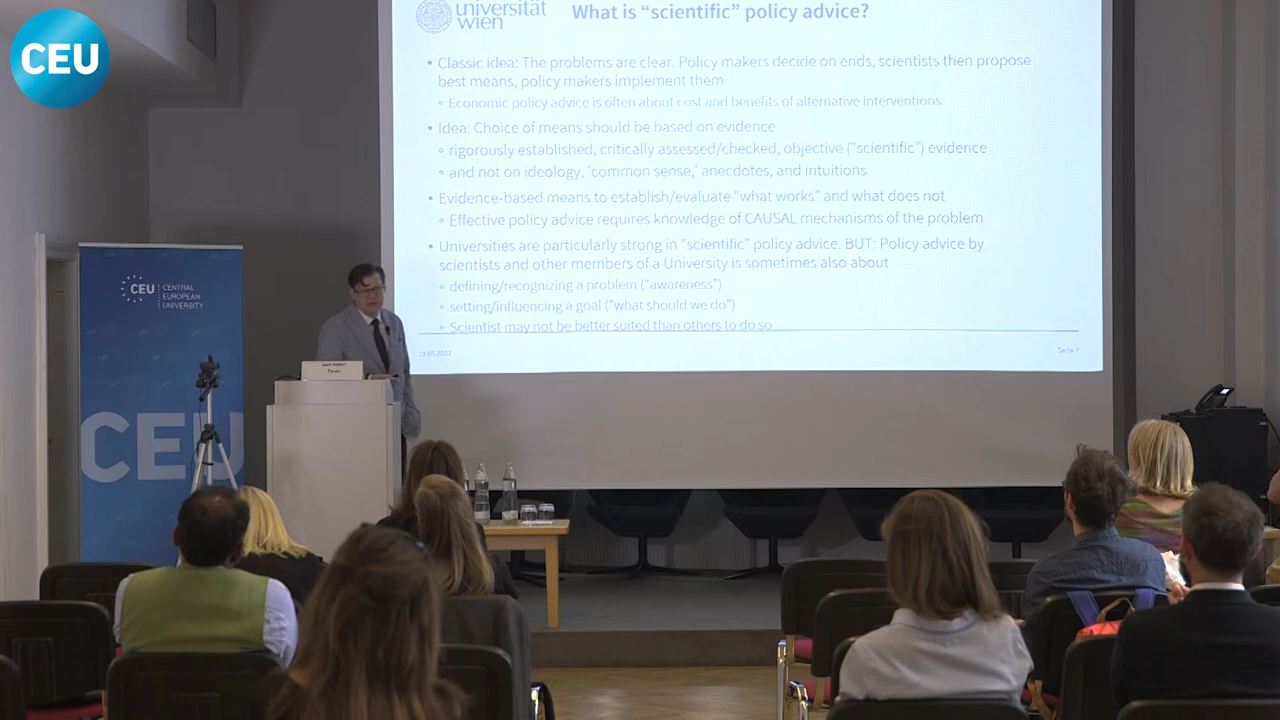 CEU
universität
wien
What is “scientific” policy advice?
• Classic idea: The problems are clear. Policy makers decide on ends, scientists then propose
best means, policy makers implement them
Economic policy advice is often about cost and benefits of alternative interventions
• Idea: Choice of means should be based on evidence
rigorously established, critically assessed/checked, objective (“scientific”) evidence
and not on ideology, ‘common sense,’ anecdotes, and intuitions
• Evidence-based means to establish/evaluate “what works” and what does not
Effective policy advice requires knowledge of CAUSAL mechanisms of the problem
• Universities are particularly strong in “scientific” policy advice. BUT: Policy advice by
scientists and other members of a University is sometimes also about
defining/recognizing a problem (“awareness”)
setting/influencing a goal (“what should we do”)
Scientist may not be better suited than others to do so
Seite 7
CEU
CENTRAL
EUROPEAN
UNIVERSITY
CEU
Tyran